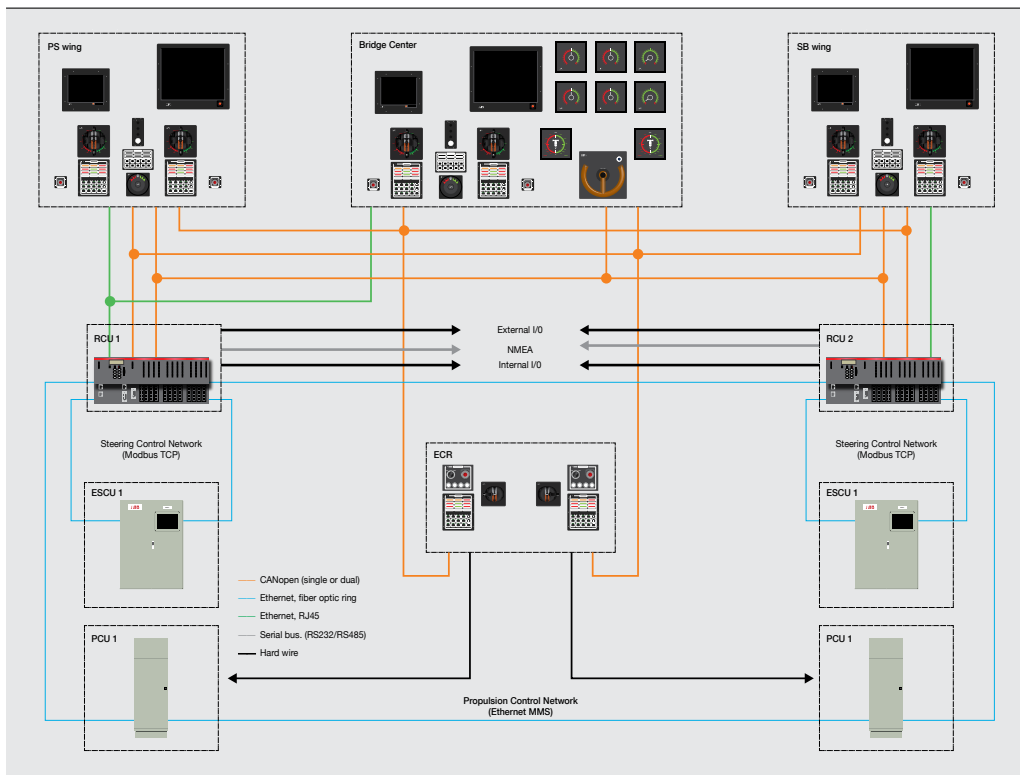 PS wing
Bridge Center
SB wing
RCU 1
External I/0
NMEA
Internal I/0
RCU 2
Steering Control Network
(Modbus TCP)
ECR
Steering Control Network
(Modbus TCP)
ESCU 1
ESCU 1
CANopen (single or dual)
Ethernet, fiber optic ring
Ethernet, RJ45
Serial bus. (RS232/RS485)
Hard wire
PCU 1
PCU 1
Propulsion Control Network
(Ethernet MMS)